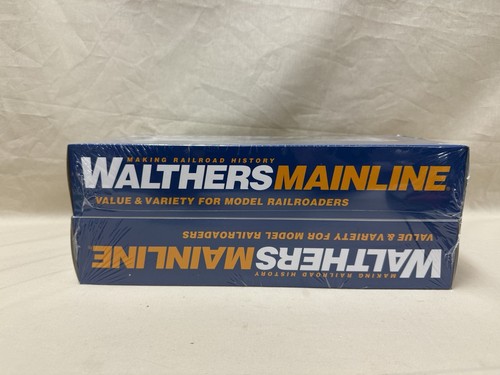 MAKING RAILROAD HISTORY
WALTHERS MAINLINE
VALUE & VARIETY FOR MODEL RAILROADERS
MAKING RAILROAD HISTORY
WALTHERS MAINLINE
VALUE & VARIETY FOR MODEL RAILROADERS